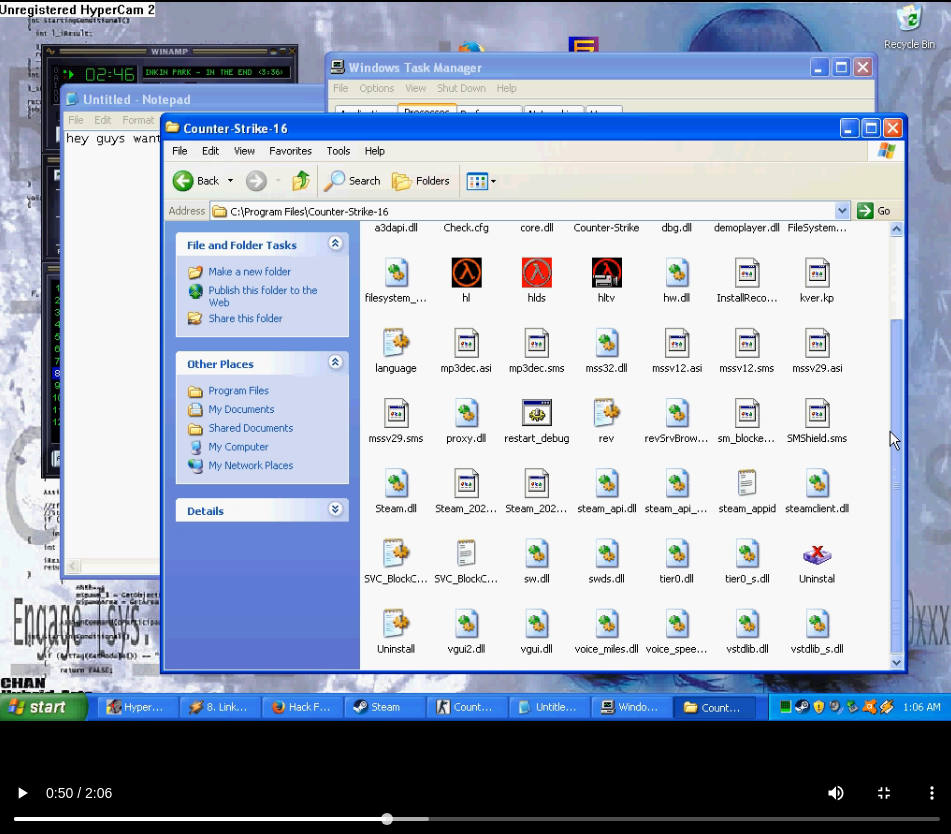 Unregistered HyperCam 2
Recycle Bin
WINAMP
02:46
INKIN PARK - IN THE END <3:36>
Windows Task Manager
File Options View Shut Down Help
Untitled - Notepad
File Edit Format
hey guys want
Counter-Strike-16
File Edit View Favorites Tools Help
Back Search Folders
Address C:\Program Files\Counter-Strike-16 Go
File and Folder Tasks
Make a new folder
Publish this folder to the
Web
Share this folder
Other Places
Program Files
My Documents
Shared Documents
My Computer
My Network Places
Details
a3dapi.dll Check.cfg core.dll Counter-Strike dbg.dll demoplayer.dll FileSystem...
filesystem_... hl hlds hltv hw.dll InstallReco... kver.kp
language mp3dec.asi mp3dec.sms mss32.dll mssv12.asi mssv12.sms mssv29.asi
mssv29.sms proxy.dll restart_debug rev revSrvBrow... sm_blocke... SMShield.sms
Steam.dll Steam_202... Steam_202... steam_api.dll steam_api_... steam_appid steamclient.dll
SVC_BlockC... SVC_BlockC... sw.dll swds.dll tier0.dll tier0_s.dll Uninstal
Uninstall vgui2.dll vgui.dll voice_miles.dll voice_spee... vstdlib.dll vstdlib_s.dll
return FALSE;
CHAN
start Hyper... 8. Link... Hack F... Steam Count... Untitle... Windo... Count... 1:06 AM
0:50 / 2:06